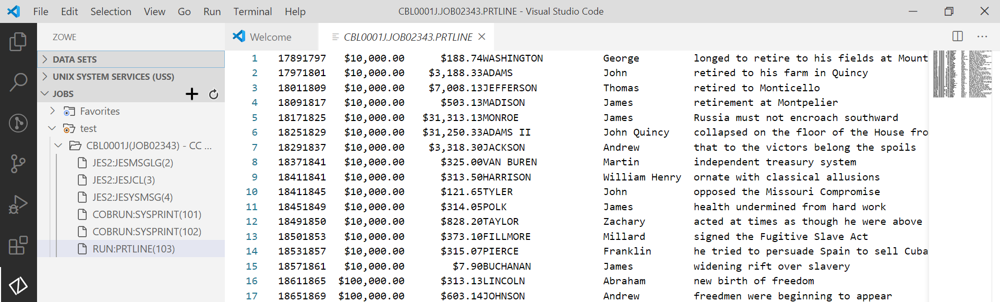 File Edit Selection View Go Run Terminal Help CBL0001J.JOB02343.PRTLINE - Visual Studio Code
ZOWE
DATA SETS
UNIX SYSTEM SERVICES (USS)
JOBS
Favorites
test
CBL0001J(JOB02343) - CC ...
JES2:JESMSGLG(2)
JES2:JESJCL(3)
JES2:JESYSMSG(4)
COBRUN:SYSPRINT(101)
COBRUN:SYSPRINT(102)
RUN:PRTLINE(103)
Welcome CBL0001J.JOB02343.PRTLINE
1 17891797 $10,000.00 $188.74WASHINGTON George longed to retire to his fields at Mount
2 17971801 $10,000.00 $3,188.33ADAMS John retired to his farm in Quincy
3 18011809 $10,000.00 $7,008.13JEFFERSON Thomas retired to Monticello
4 18091817 $10,000.00 $503.13MADISON James retirement at Montpelier
5 18171825 $10,000.00 $31,313.13MONROE James Russia must not encroach southward
6 18251829 $10,000.00 $31,250.33ADAMS II John Quincy collapsed on the floor of the House fro
7 18291837 $10,000.00 $3,318.30JACKSON Andrew that to the victors belong the spoils
8 18371841 $10,000.00 $325.00VAN BUREN Martin independent treasury system
9 18411841 $10,000.00 $313.50HARRISON William Henry ornate with classical allusions
10 18411845 $10,000.00 $121.65TYLER John opposed the Missouri Compromise
11 18451849 $10,000.00 $314.05POLK James health undermined from hard work
12 18491850 $10,000.00 $828.20TAYLOR Zachary acted at times as though he were above
13 18501853 $10,000.00 $373.10FILLMORE Millard signed the Fugitive Slave Act
14 18531857 $10,000.00 $315.07PIERCE Franklin he tried to persuade Spain to sell Cuba
15 18571861 $10,000.00 $7.90BUCHANAN James widening rift over slavery
16 18611865 $100,000.00 $313.13LINCOLN Abraham new birth of freedom
17 18651869 $100,000.00 $603.14JOHNSON Andrew freedmen were beginning to appear